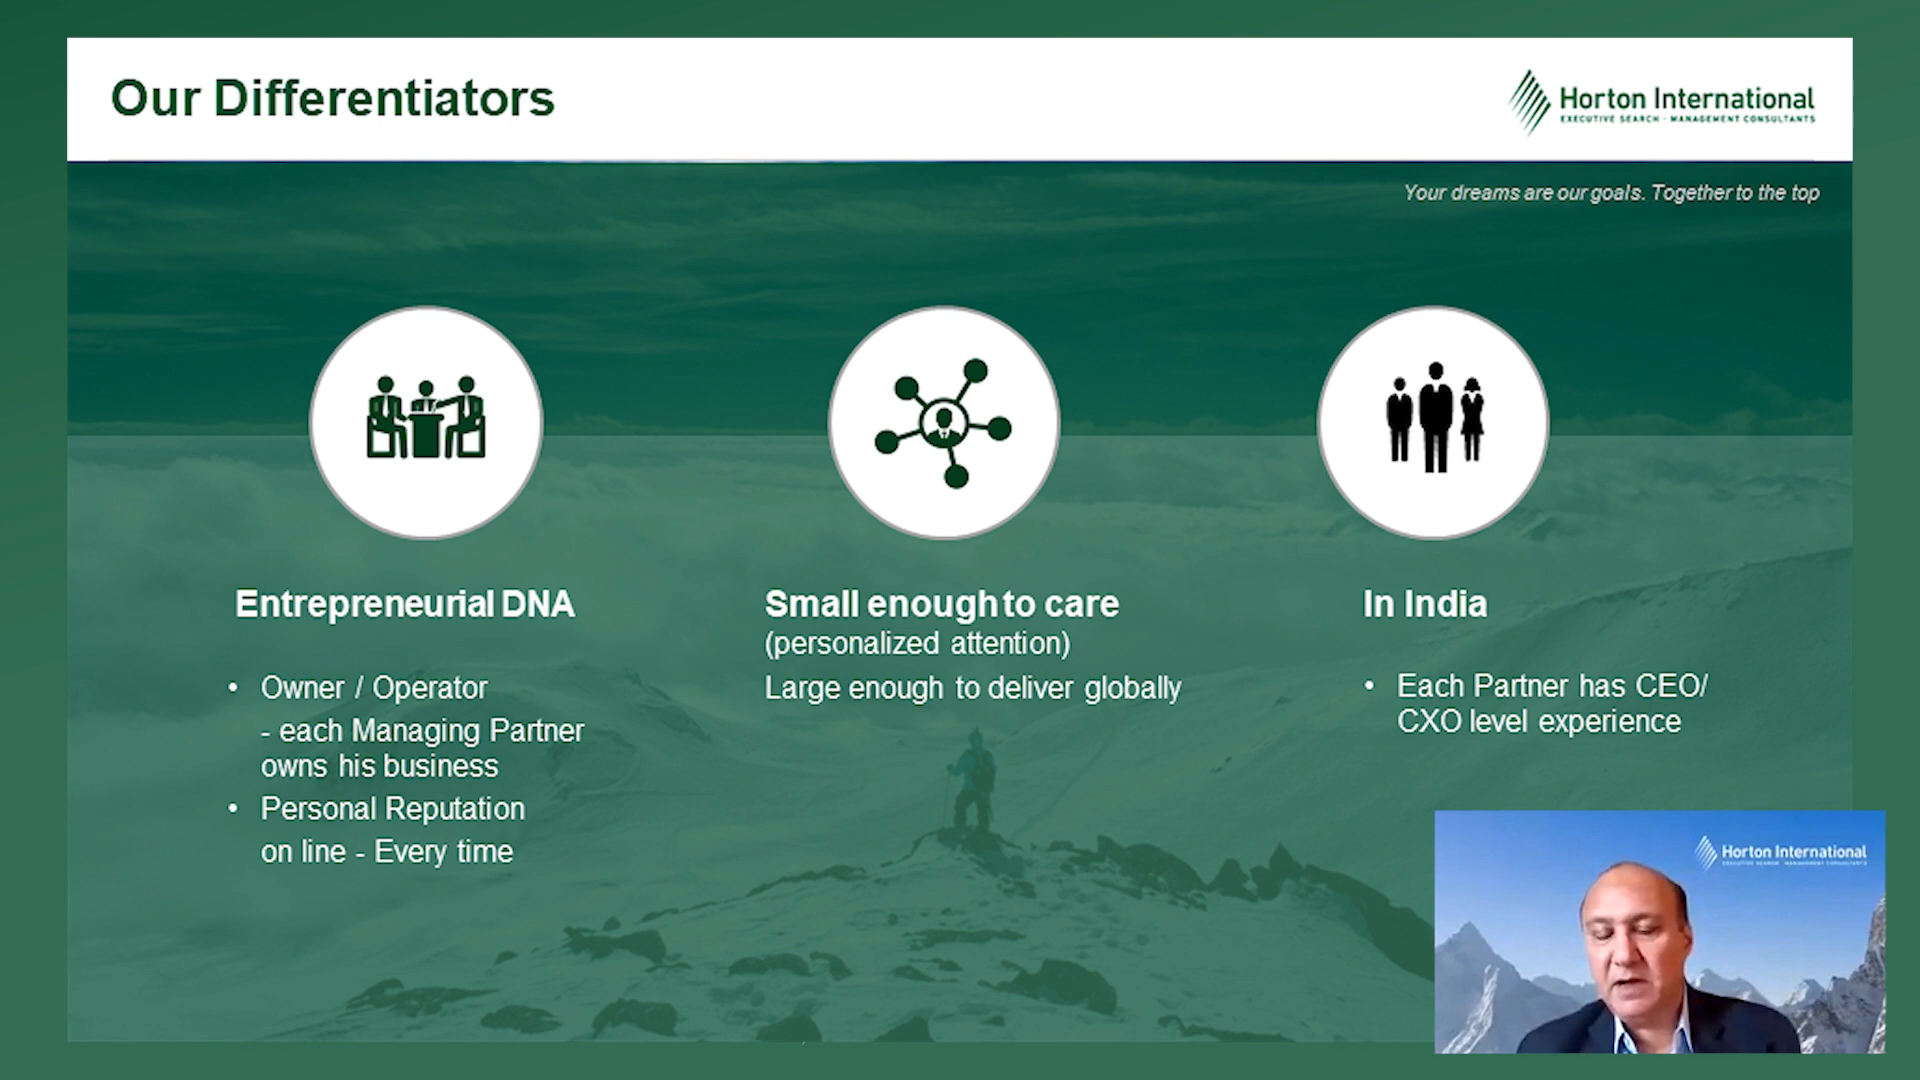 Our Differentiators
Horton International
EXECUTIVE SEARCH - MANAGEMENT CONSULTANTS
Your dreams are our goals. Together to the top
Entrepreneurial DNA
• Owner / Operator
- each Managing Partner
owns his business
• Personal Reputation
on line - Every time
Small enough to care
(personalized attention)
Large enough to deliver globally
In India
• Each Partner has CEO/
CXO level experience
Horton International